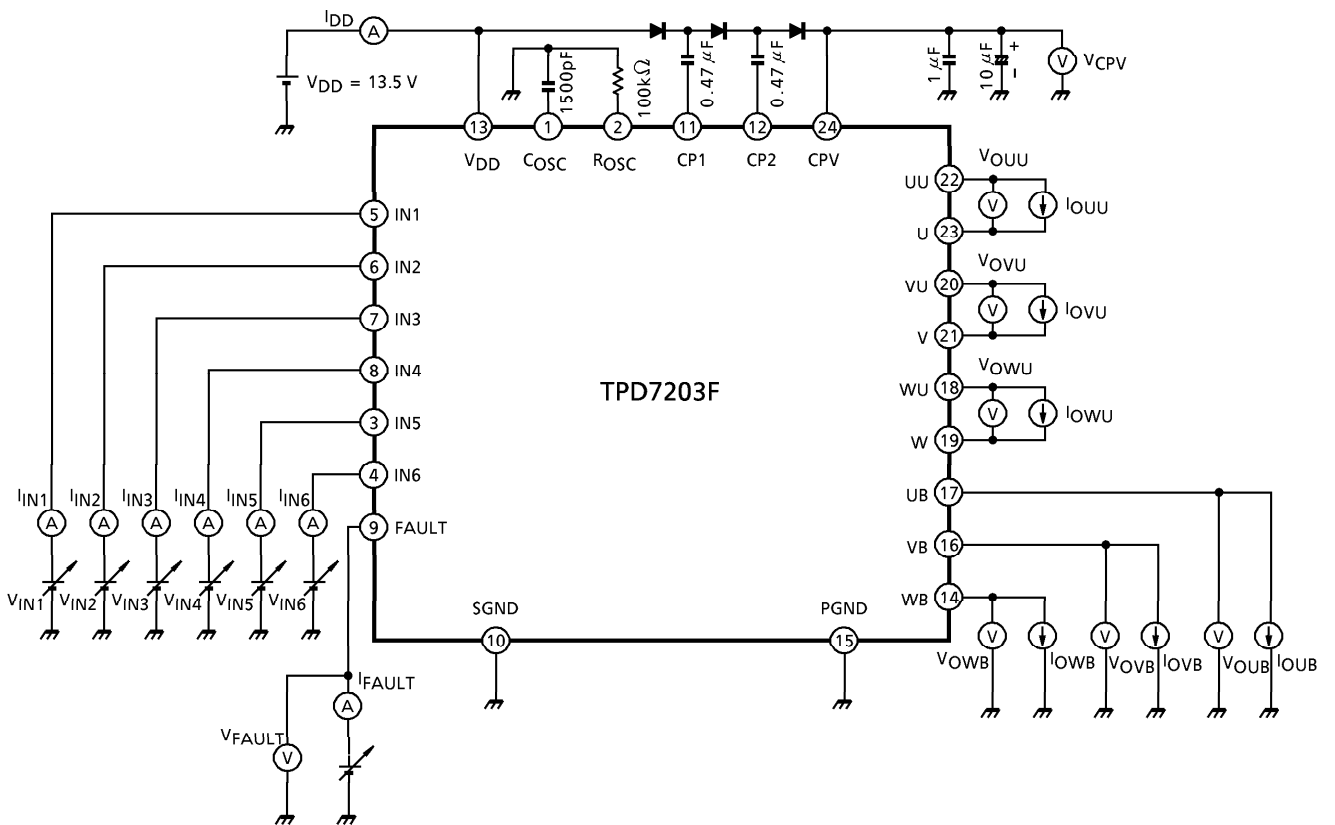 IDD
A
VDD = 13.5 V
1500pF
100kΩ
0.47 μF
0.47 μF
1 μF
10 μF
+
−
V
VCPV
13
1
2
11
12
24
VDD
COSC
ROSC
CP1
CP2
CPV
5 IN1
6 IN2
7 IN3
8 IN4
3 IN5
4 IN6
9 FAULT
TPD7203F
UU 22
U 23
VOUU
V
IOUU
VU 20
V 21
VOVU
V
IOVU
WU 18
W 19
VOWU
V
IOWU
UB 17
VB 16
WB 14
IIN1 IIN2 IIN3 IIN4 IIN5 IIN6
A A A A A A
VIN1 VIN2 VIN3 VIN4 VIN5 VIN6
SGND
10
PGND
15
V V V
VOWB IOWB VOVB IOVB VOUB IOUB
IFAULT
A
VFAULT
V